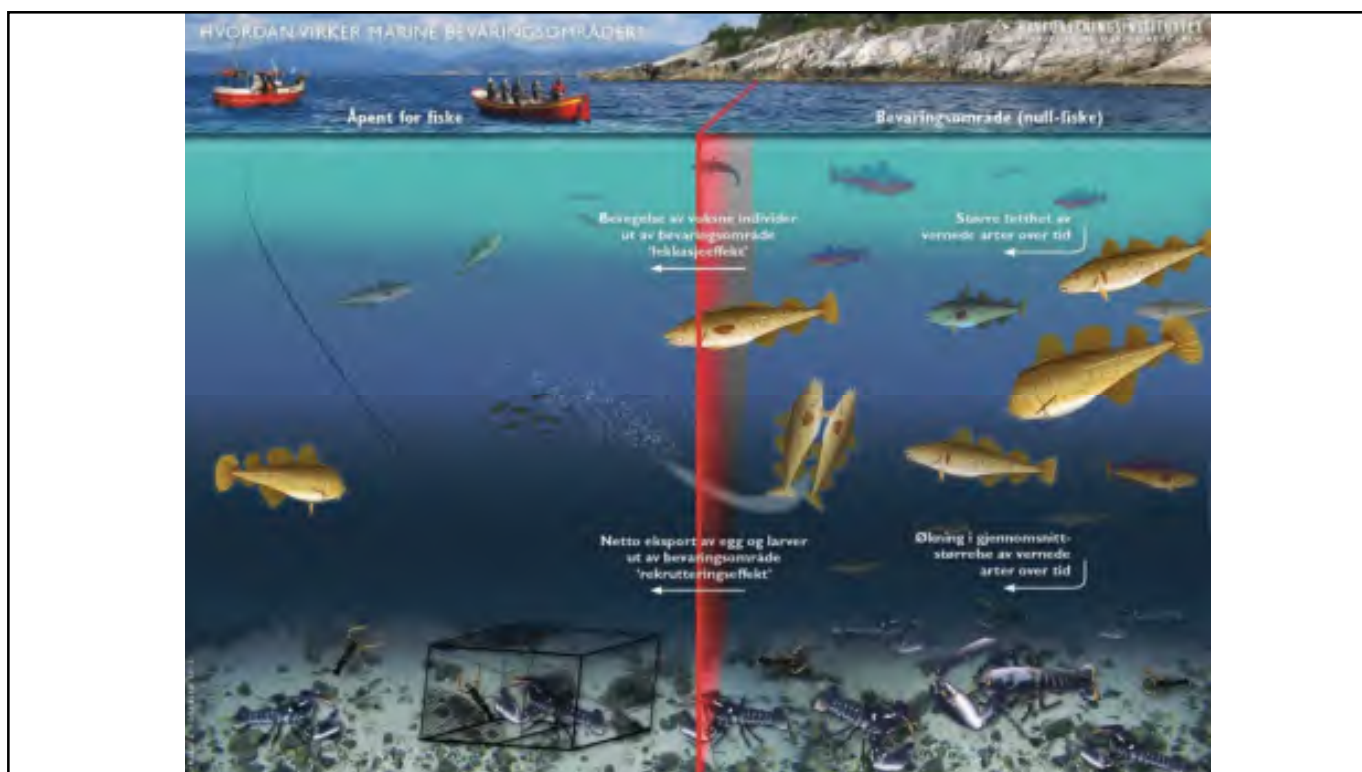 HVORDAN VIRKER MARINE BEVARINGSOMRÅDER?
HAVFORSKNINGSINSTITUTTET
Åpent for fiske
Bevaringsområde (null-fiske)
Bevegelse av voksne individer
ut av bevaringsområde
'lekkasjeeffekt'
Større tetthet av
vernede arter over tid
Netto eksport av egg og larver
ut av bevaringsområde
'rekrutteringseffekt'
Økning i gjennomsnitt-
størrelse av vernede
arter over tid